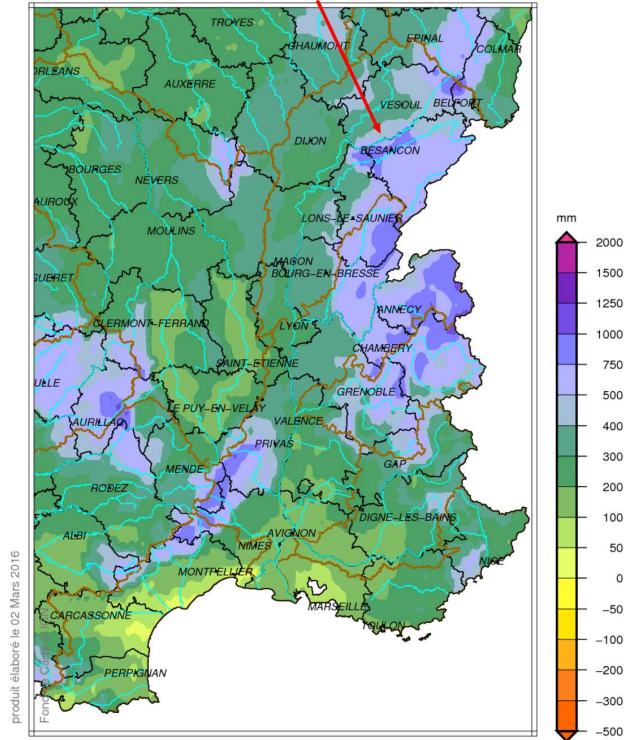 TROYES
CHAUMONT
EPINAL
COLMAR
ORLEANS
AUXERRE
VESOUL
BELFORT
DIJON
BESANCON
BOURGES
NEVERS
AUROUX
LONS-LE-SAUNIER
MOULINS
MACON
BOURG-EN-BRESSE
GUERET
ANNECY
CLERMONT-FERRAND
LYON
CHAMBERY
SAINT-ETIENNE
ULLE
GRENOBLE
LE PUY-EN-VELAY
AURILLAC
VALENCE
PRIVAS
MENDE
GAP
RODEZ
DIGNE-LES-BAINS
ALBI
AVIGNON
NIMES
NICE
MONTPELLIER
MARSEILLE
CARCASSONNE
TOULON
PERPIGNAN
produit élaboré le 02 Mars 2016
mm
2000
1500
1250
1000
750
500
400
300
200
100
50
0
-50
-100
-200
-300
-500